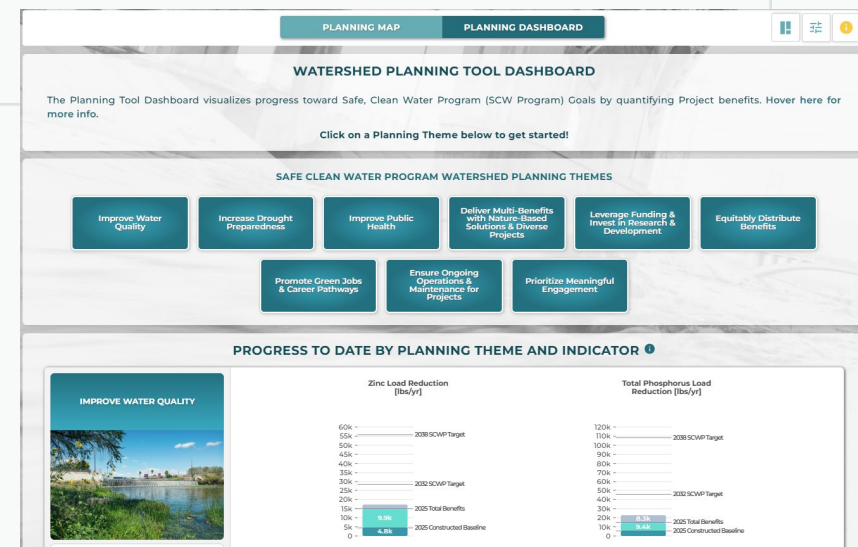 PLANNING MAP
PLANNING DASHBOARD
WATERSHED PLANNING TOOL DASHBOARD
The Planning Tool Dashboard visualizes progress toward Safe, Clean Water Program (SCW Program) Goals by quantifying Project benefits. Hover here for
more info.
Click on a Planning Theme below to get started!
SAFE CLEAN WATER PROGRAM WATERSHED PLANNING THEMES
Improve Water
Quality
Increase Drought
Preparedness
Improve Public
Health
Deliver Multi-Benefits
with Nature-Based
Solutions & Diverse
Projects
Leverage Funding &
Invest in Research &
Development
Equitably Distribute
Benefits
Promote Green Jobs
& Career Pathways
Ensure Ongoing
Operations &
Maintenance for
Projects
Prioritize Meaningful
Engagement
PROGRESS TO DATE BY PLANNING THEME AND INDICATOR
IMPROVE WATER QUALITY
Zinc Load Reduction
[lbs/yr]
60k
55k
2038 SCWP Target
50k
45k
40k
35k
30k
2032 SCWP Target
25k
20k
15k
2025 Total Benefits
10k
9.9k
5k
4.8k
2025 Constructed Baseline
0
Total Phosphorus Load
Reduction [lbs/yr]
120k
110k
2038 SCWP Target
100k
90k
80k
70k
60k
50k
2032 SCWP Target
40k
30k
20k
8.3k
2025 Total Benefits
10k
9.4k
2025 Constructed Baseline
0